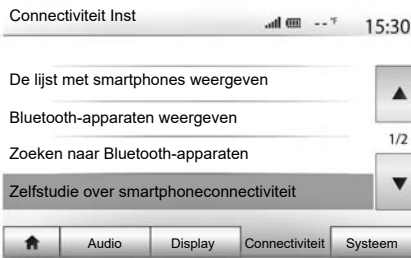 Connectiviteit Inst
-- °F
15:30
De lijst met smartphones weergeven
Bluetooth-apparaten weergeven
1/2
Zoeken naar Bluetooth-apparaten
Zelfstudie over smartphoneconnectiviteit
Audio
Display
Connectiviteit
Systeem